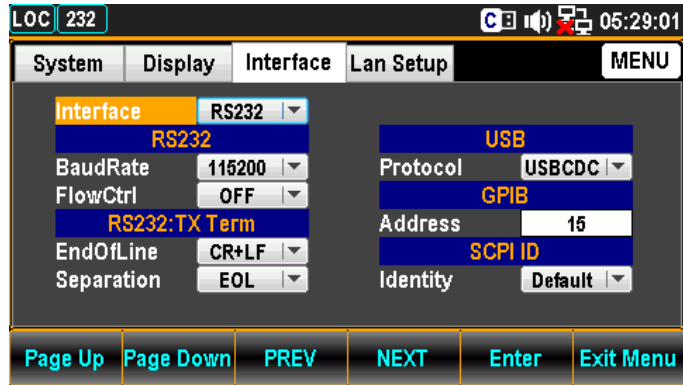 LOC 232 C 05:29:01
System Display Interface Lan Setup MENU
Interface RS232
RS232 USB
BaudRate 115200 Protocol USBCDC
FlowCtrl OFF GPIB
RS232:TX Term Address 15
EndOfLine CR+LF SCPI ID
Separation EOL Identity Default
Page Up Page Down PREV NEXT Enter Exit Menu